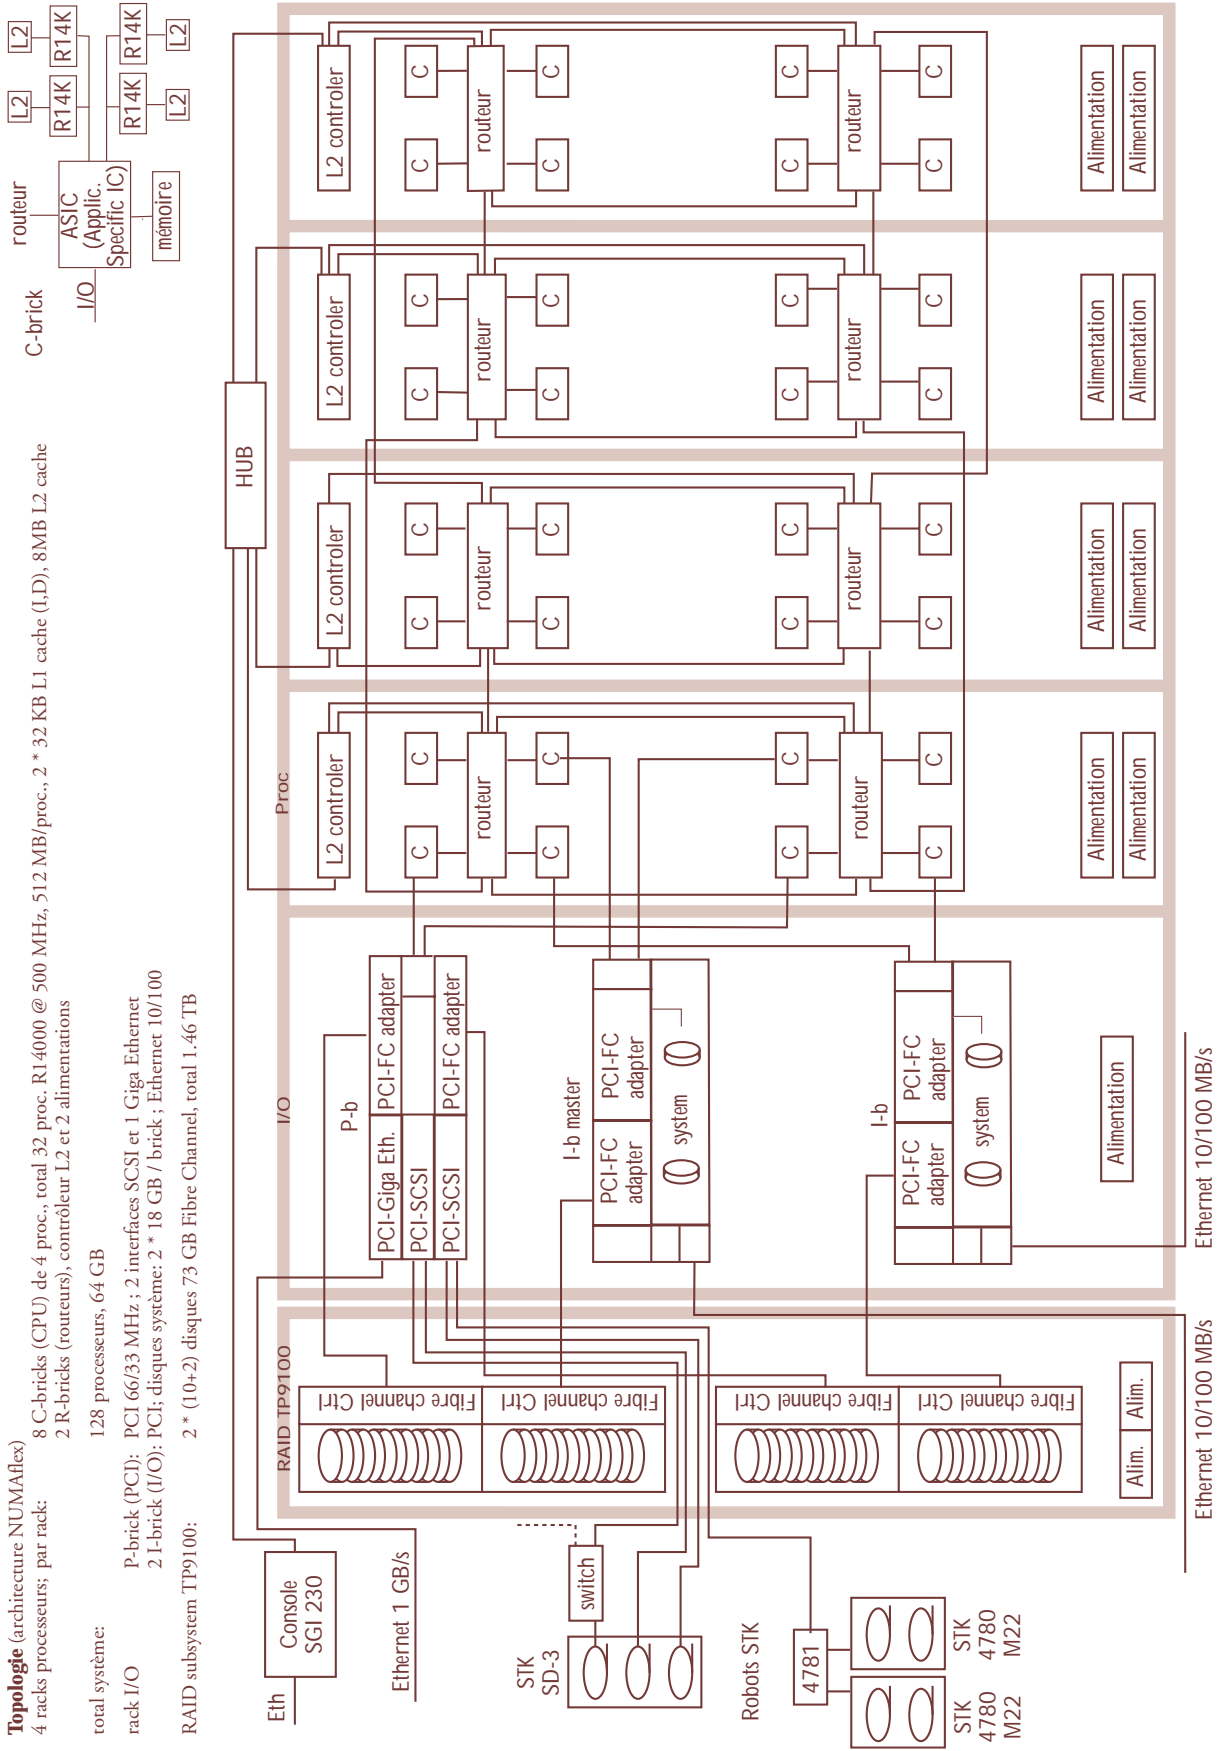 Topologie (architecture NUMAflex)
4 racks processeurs; par rack:
8 C-bricks (CPU) de 4 proc., total 32 proc. R14000 @ 500 MHz, 512 MB/proc., 2 * 32 KB L1 cache (I,D), 8MB L2 cache
2 R-bricks (routeurs), contrôleur L2 et 2 alimentations
total système:
128 processeurs, 64 GB
rack I/O
P-brick (PCI):
PCI 66/33 MHz ; 2 interfaces SCSI et 1 Giga Ethernet
2 I-brick (I/O):
PCI; disques système: 2 * 18 GB / brick ; Ethernet 10/100
RAID subsystem TP9100:
2 * (10+2) disques 73 GB Fibre Channel, total 1.46 TB
C-brick
routeur
I/O
ASIC
(Applic.
Specific IC)
mémoire
L2
R14K
L2
R14K
R14K
L2
R14K
L2
HUB
Console
SGI 230
Eth
Ethernet 1 GB/s
STK
SD-3
switch
Robots STK
4781
STK
4780
M22
STK
4780
M22
RAID TP9100
Fibre channel Ctrl
Fibre channel Ctrl
Fibre channel Ctrl
Fibre channel Ctrl
Alim.
Alim.
Ethernet 10/100 MB/s
I/O
P-b
PCI-Giga Eth.
PCI-FC adapter
PCI-SCSI
PCI-SCSI
PCI-FC adapter
I-b master
PCI-FC
adapter
PCI-FC
adapter
system
I-b
PCI-FC
adapter
PCI-FC
adapter
system
Alimentation
Ethernet 10/100 MB/s
Proc
L2 controler
C
C
routeur
C
C
C
C
routeur
C
C
Alimentation
Alimentation
L2 controler
C
C
routeur
C
C
C
C
routeur
C
C
Alimentation
Alimentation
L2 controler
C
C
routeur
C
C
C
C
routeur
C
C
Alimentation
Alimentation
L2 controler
C
C
routeur
C
C
C
C
routeur
C
C
Alimentation
Alimentation